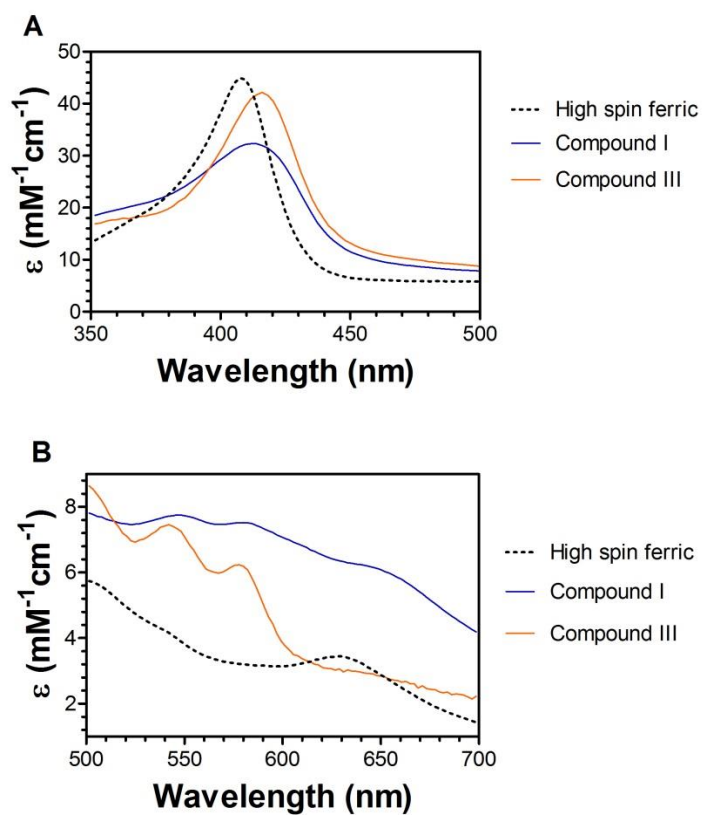 A
50
40
30
20
10
0
ε (mM⁻¹cm⁻¹)
350 400 450 500
Wavelength (nm)
High spin ferric
Compound I
Compound III
B
8
6
4
2
ε (mM⁻¹cm⁻¹)
500 550 600 650 700
Wavelength (nm)
High spin ferric
Compound I
Compound III